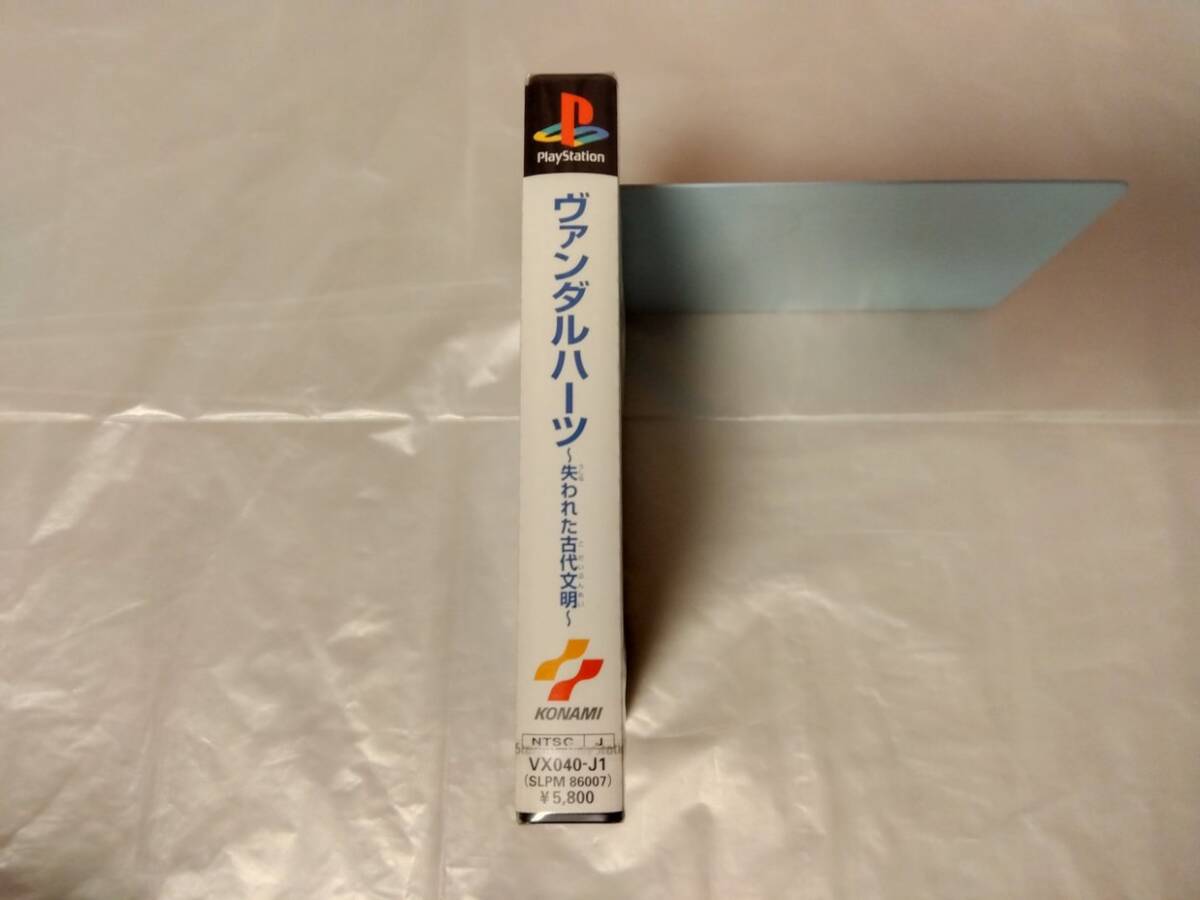 PlayStation
ヴァンダルハーツ
～失われた古代文明～
KONAMI
NTSC J
VX040-J1
(SLPM 86007)
¥5,800